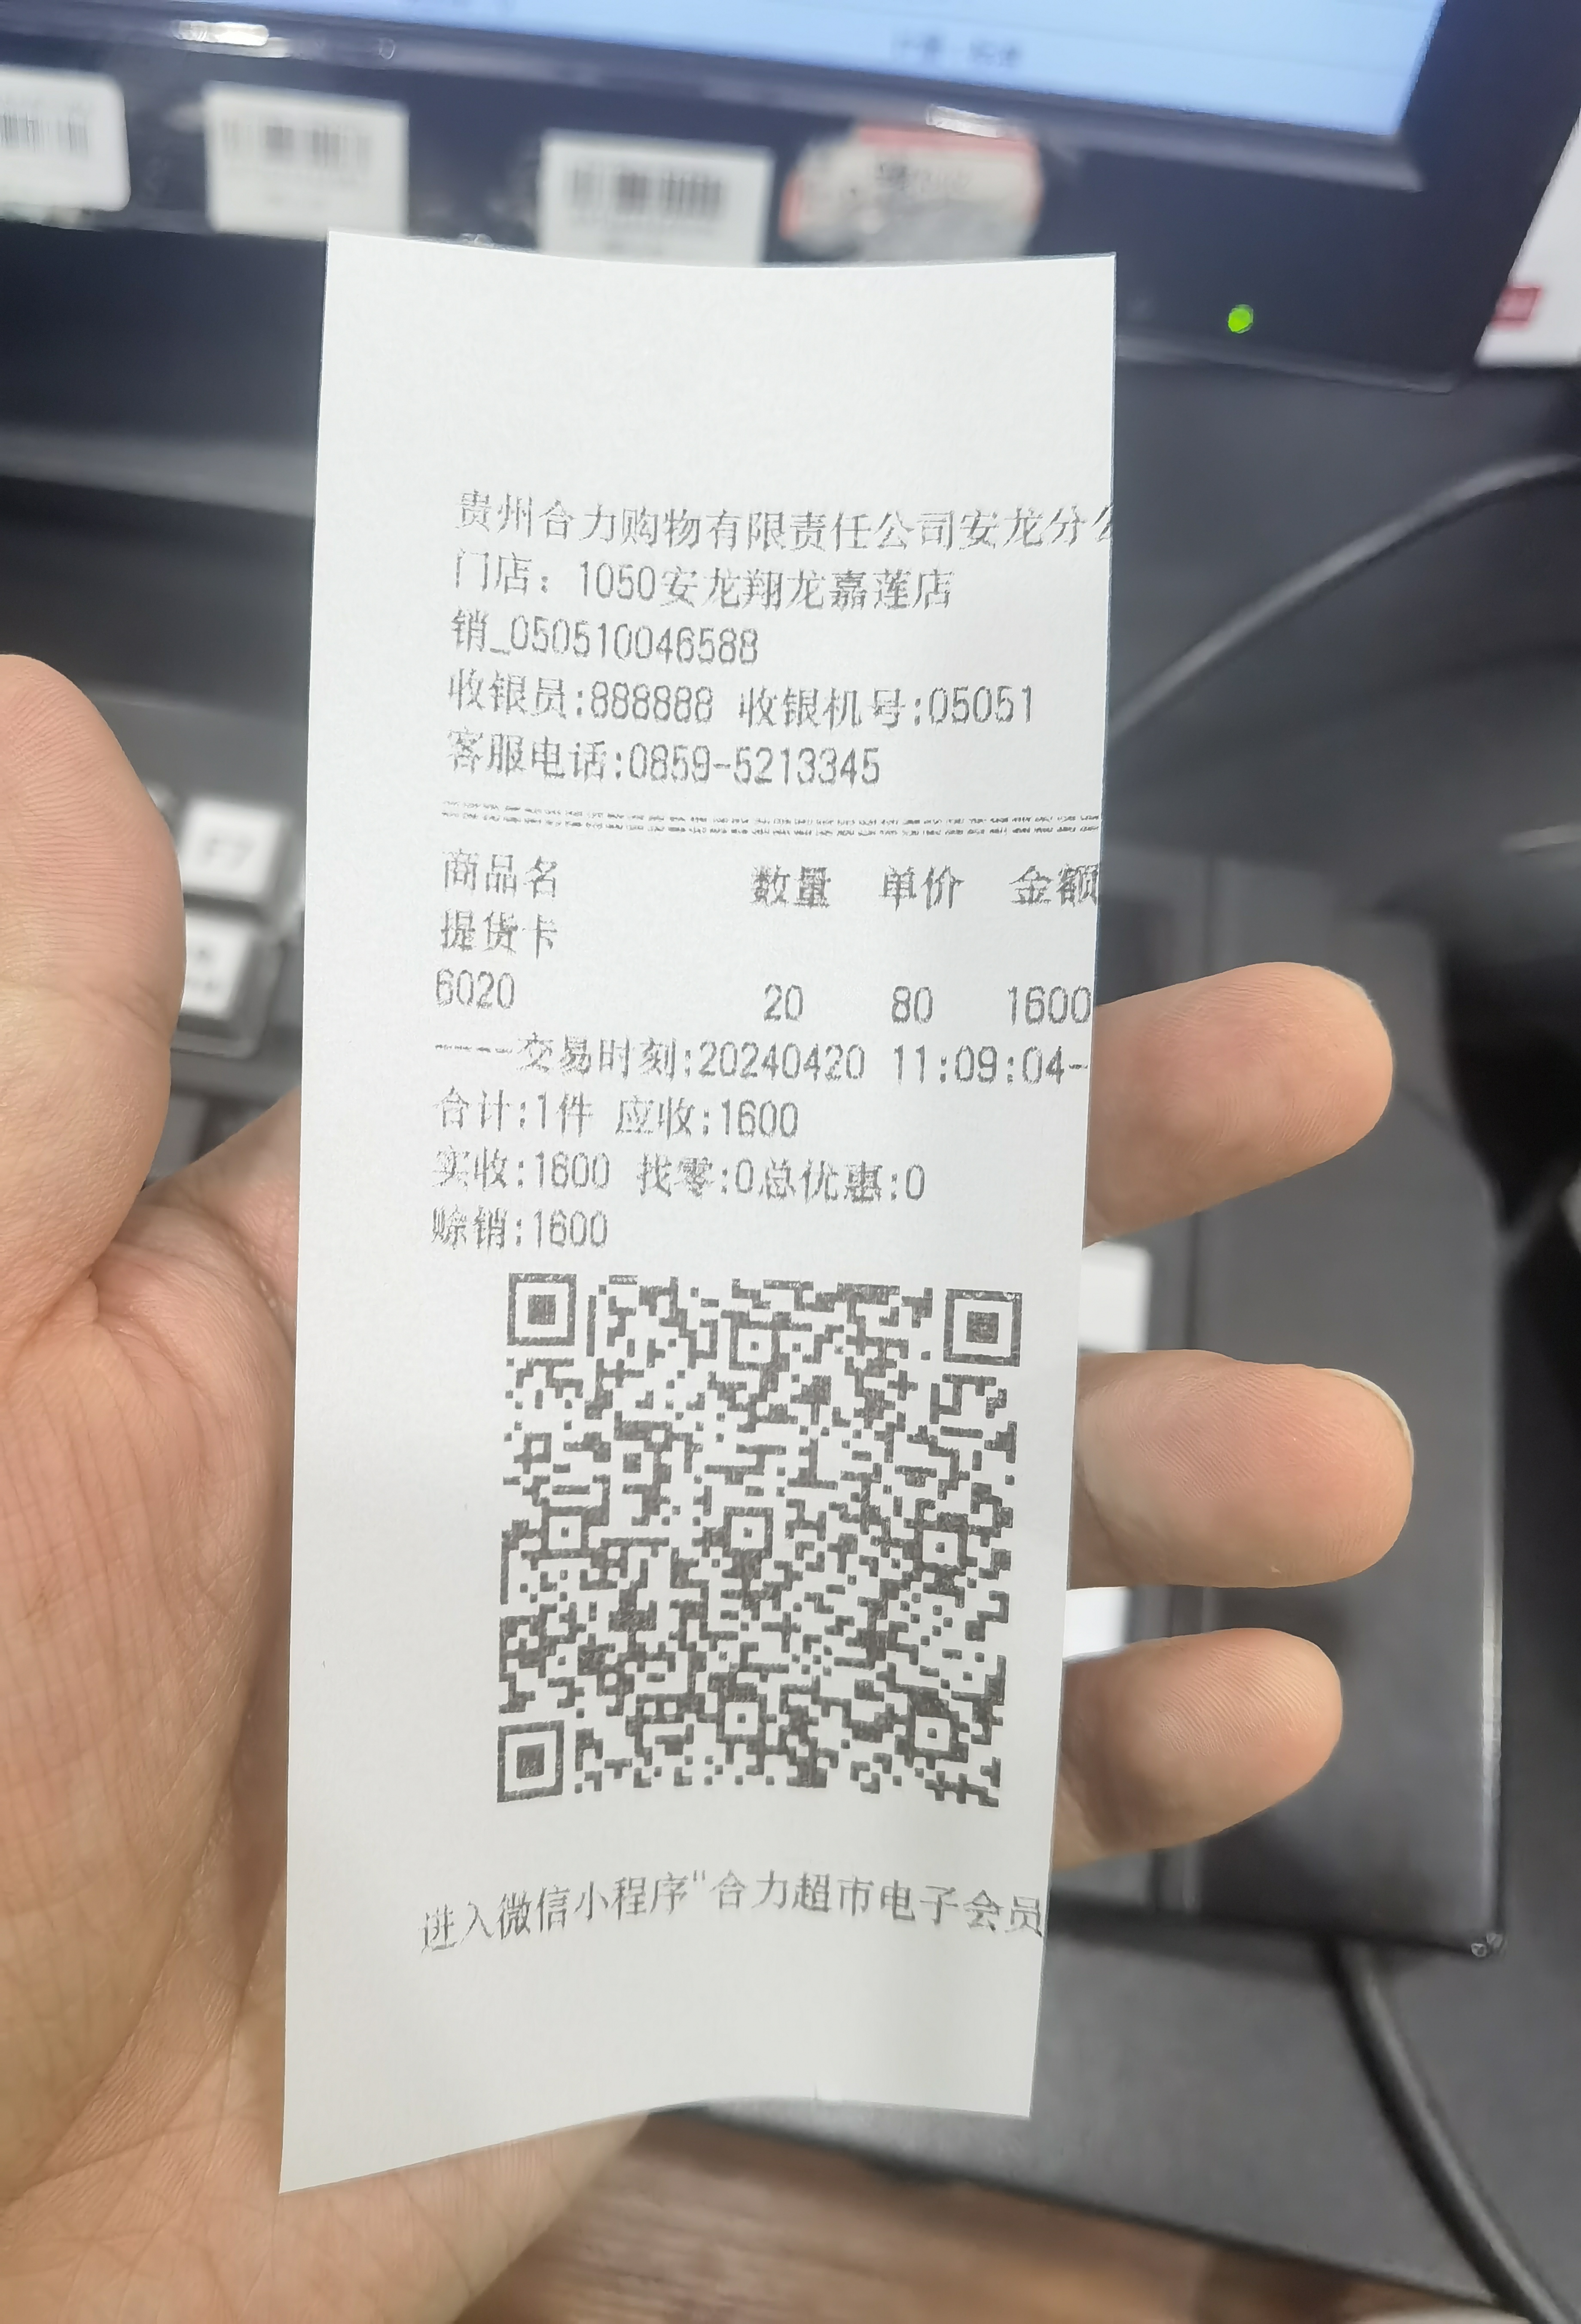 贵州合力购物有限责任公司安龙分公
门店：1050安龙翔龙嘉莲店
销_050510046588
收银员:888888 收银机号:05051
客服电话:0859-5213345
商品名 数量 单价 金额
提货卡
6020 20 80 1600
----交易时刻:20240420 11:09:04-
合计:1件 应收:1600
实收:1600 找零:0总优惠:0
赊销:1600
进入微信小程序"合力超市电子会员
F7